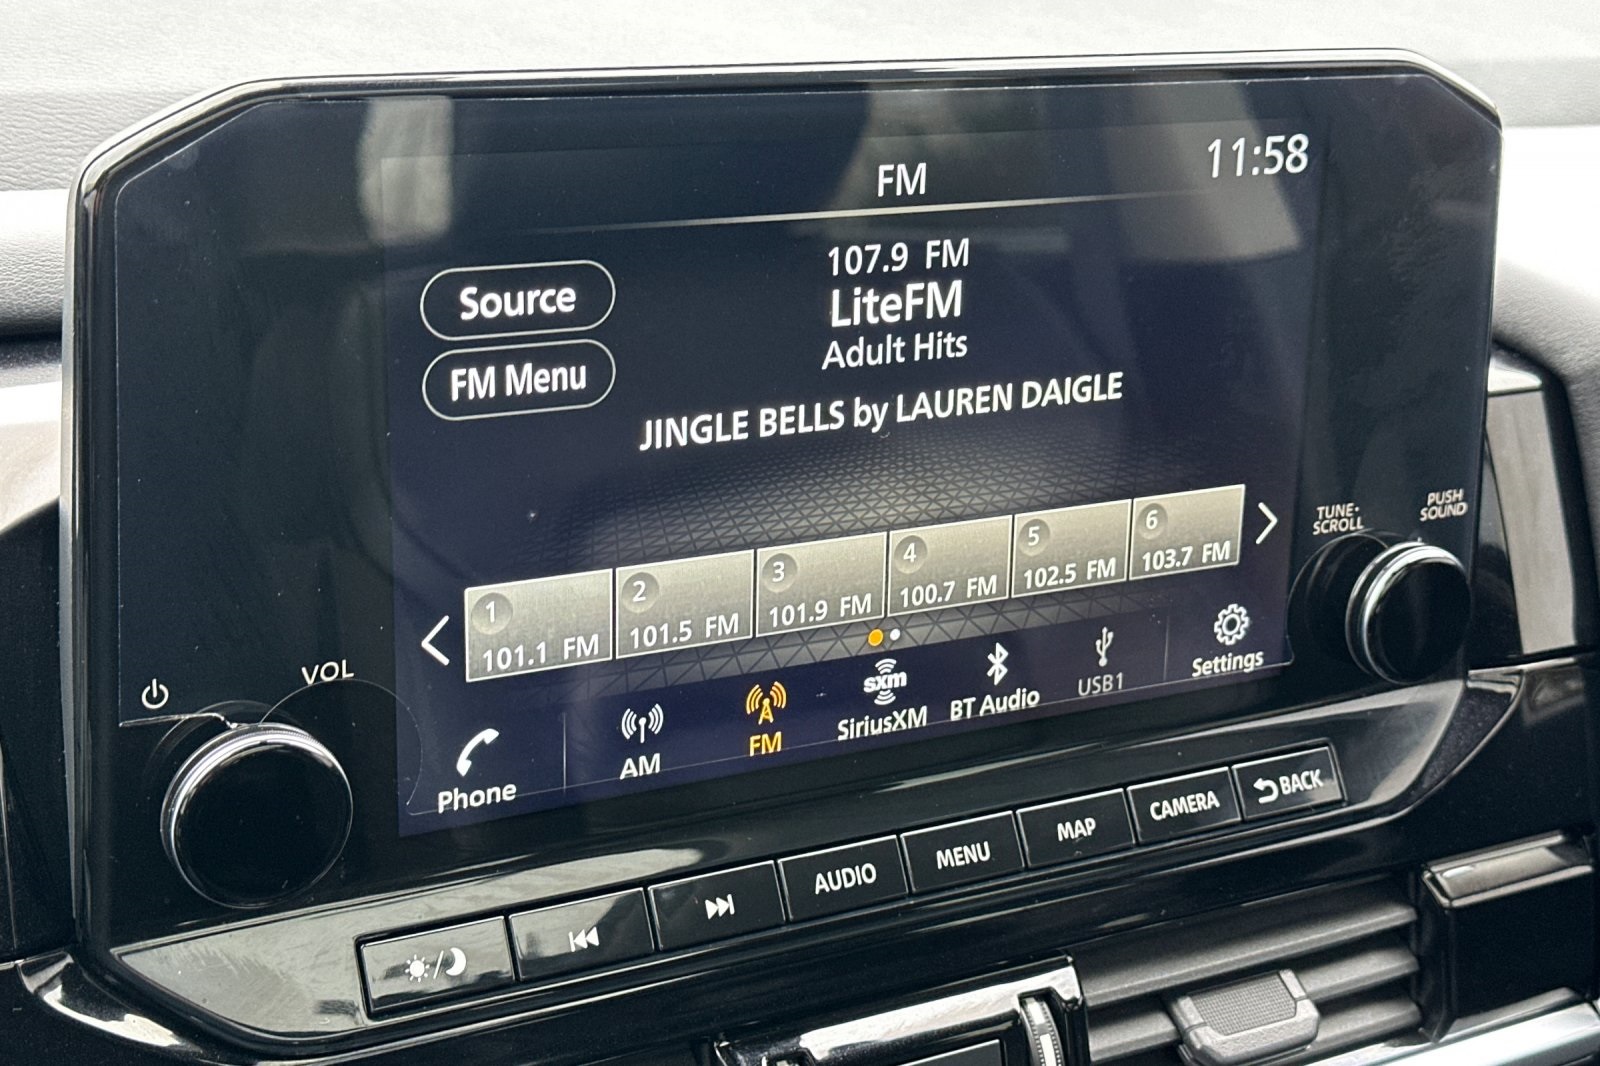 FM
11:58
Source
FM Menu
107.9 FM
LiteFM
Adult Hits
JINGLE BELLS by LAUREN DAIGLE
1
101.1 FM
2
101.5 FM
3
101.9 FM
4
100.7 FM
5
102.5 FM
6
103.7 FM
Phone
AM
FM
sxm
SiriusXM
BT Audio
USB1
Settings
VOL
TUNE•
SCROLL
PUSH
SOUND
AUDIO
MENU
MAP
CAMERA
BACK